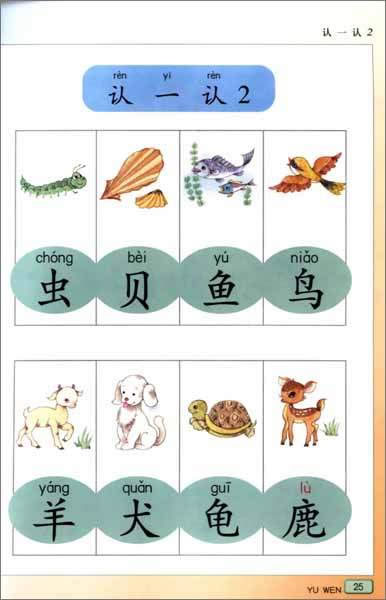 认一认2
rèn yi rèn
认一认2
chóng bèi yú niǎo
虫 贝 鱼 鸟
yáng quǎn guī lù
羊 犬 龟 鹿
YU WEN 25